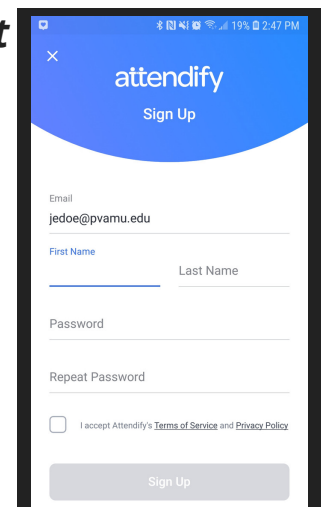 t
19% 2:47 PM
attendify
Sign Up
Email
jedoe@pvamu.edu
First Name
Last Name
Password
Repeat Password
I accept Attendify's Terms of Service and Privacy Policy
Sign Up